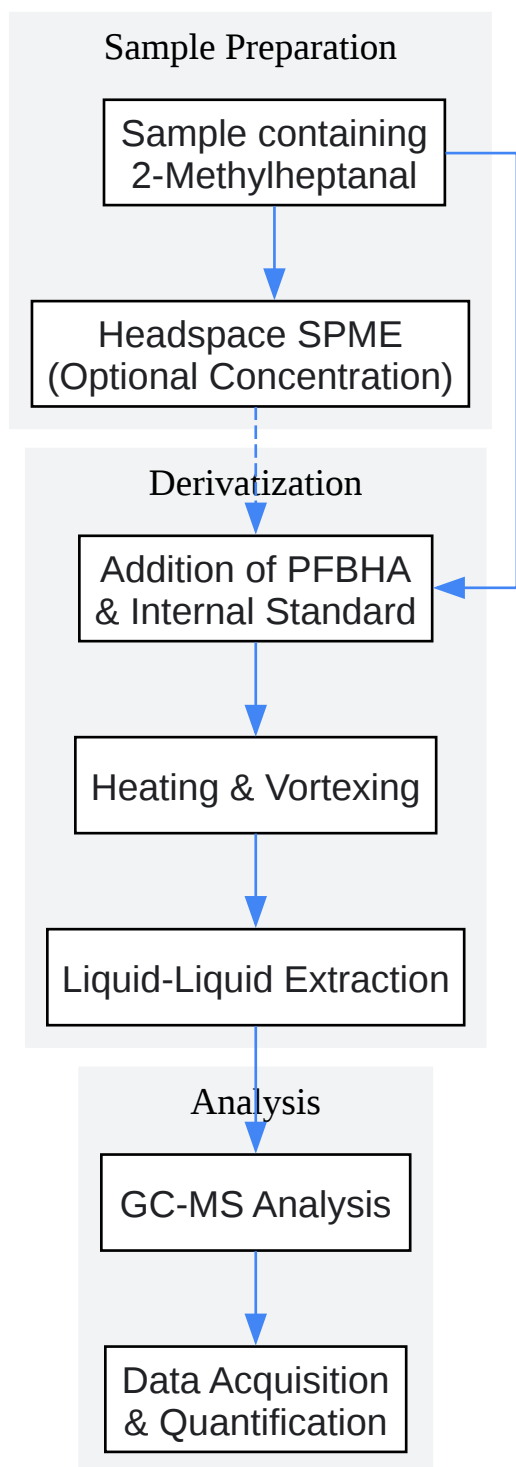 Sample Preparation
Sample containing
2-Methylheptanal
Headspace SPME
(Optional Concentration)
Derivatization
Addition of PFBHA
& Internal Standard
Heating & Vortexing
Liquid-Liquid Extraction
Analysis
GC-MS Analysis
Data Acquisition
& Quantification